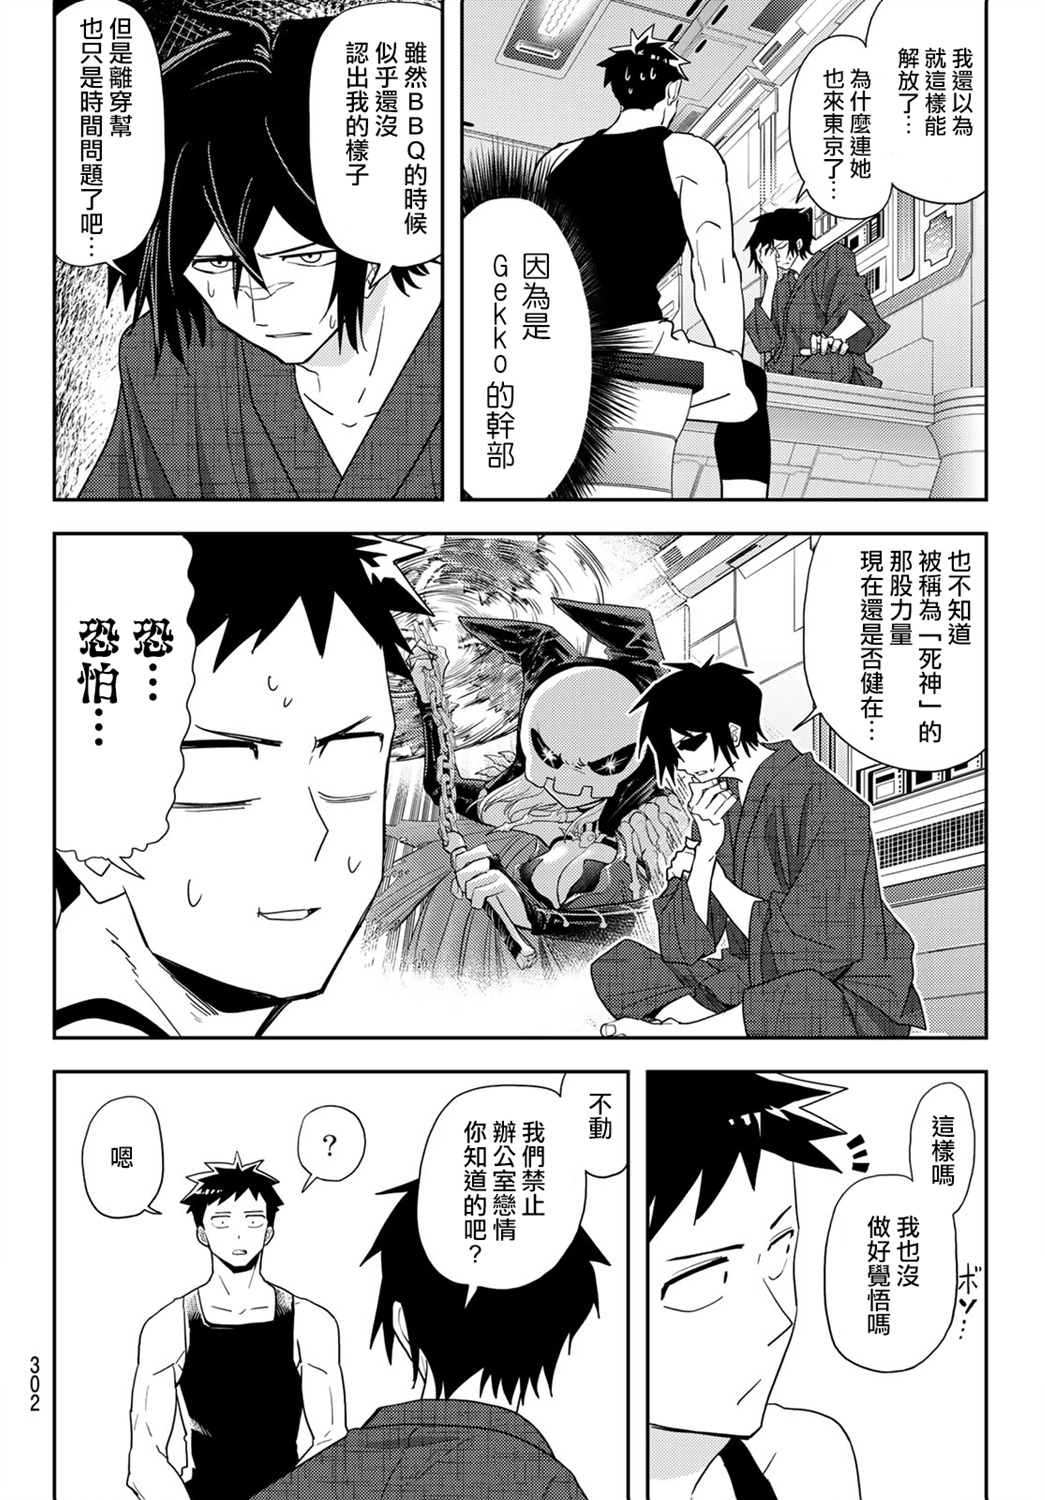 我還以為
就這樣能
解放了…
為什麼連她
也來東京了…
因為是
Gekko的幹部
雖然BBQ的時候
似乎還沒
認出我的樣子
但是離穿幫
也只是時間問題了吧…
也不知道
被稱為「死神」的
那股力量
現在還是否健在…
恐…
恐怕…
這樣嗎
我也沒
做好覺悟嗎
ボソ…
不動
我們禁止
辦公室戀情
你知道的吧？
？
嗯
302